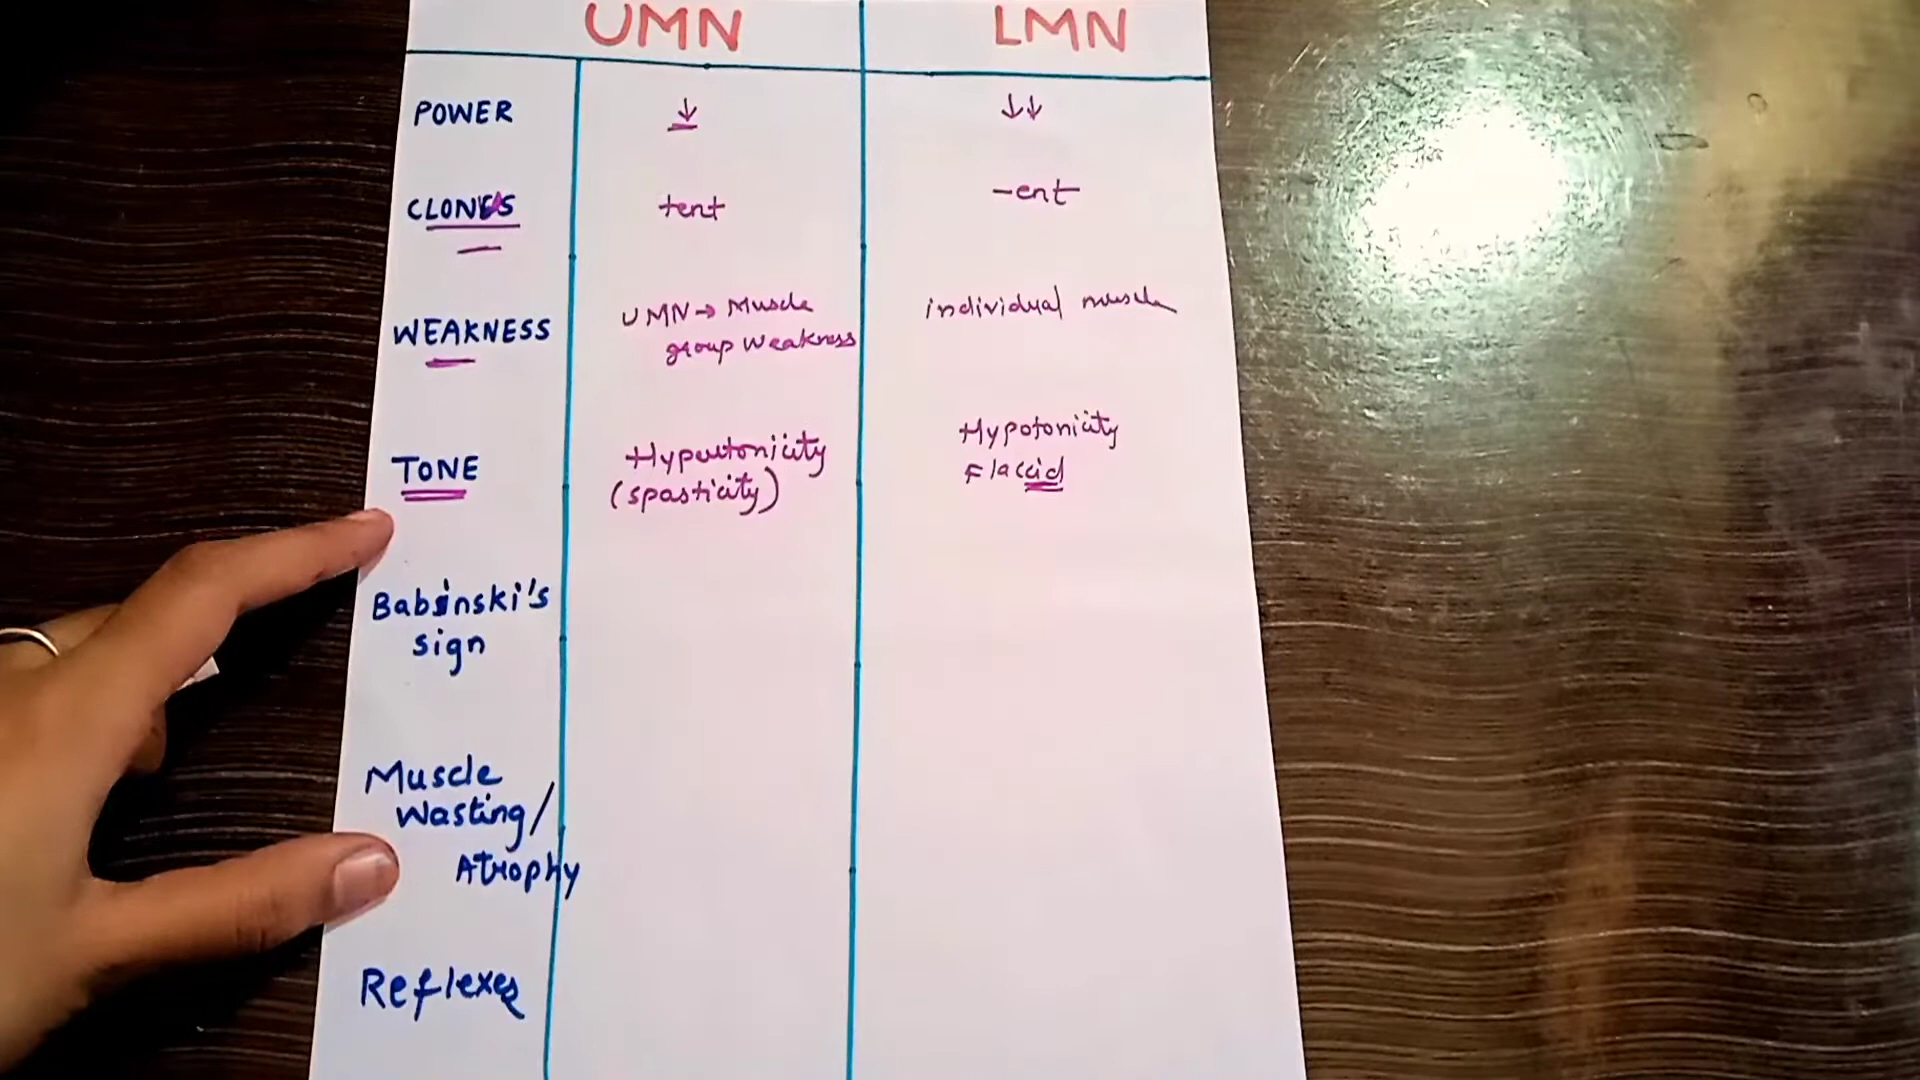 UMN LMN
POWER ↓ ↓↓
CLONUS +ent -ent
WEAKNESS UMN→ Muscle individual muscle
group weakness
TONE Hypertonicity Hypotonicity
(spasticity) Flaccid
Babinski's
sign
Muscle
Wasting/
Atrophy
Reflexes